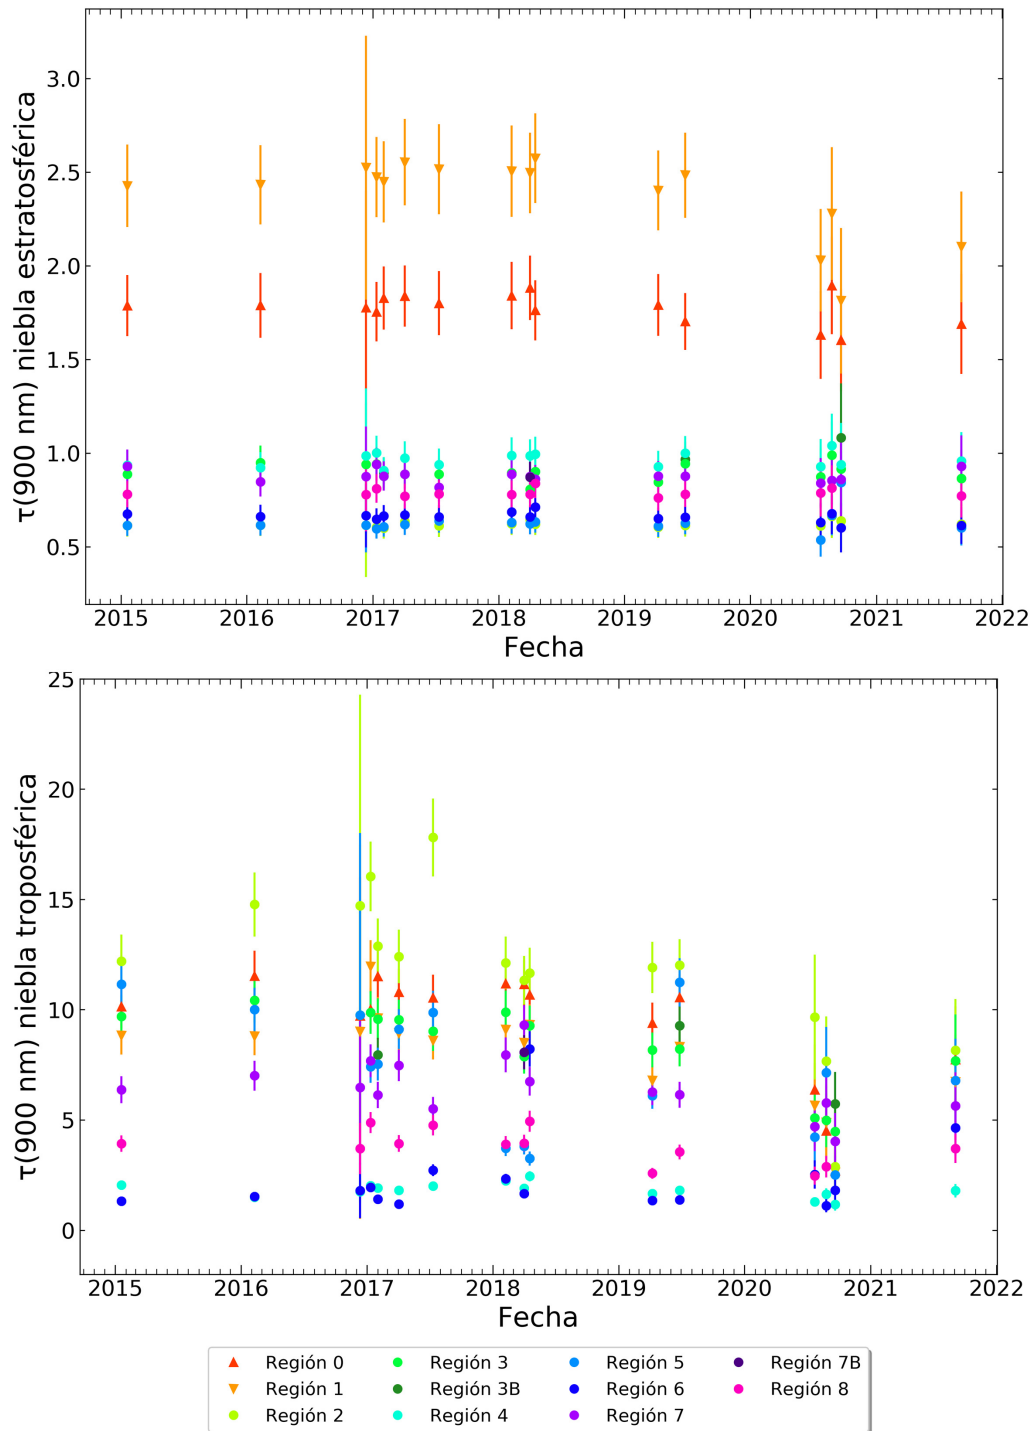 τ(900 nm) niebla estratosférica
3.0
2.5
2.0
1.5
1.0
0.5
2015 2016 2017 2018 2019 2020 2021 2022
Fecha
τ(900 nm) niebla troposférica
25
20
15
10
5
0
2015 2016 2017 2018 2019 2020 2021 2022
Fecha
Región 0 Región 3 Región 5 Región 7B
Región 1 Región 3B Región 6 Región 8
Región 2 Región 4 Región 7